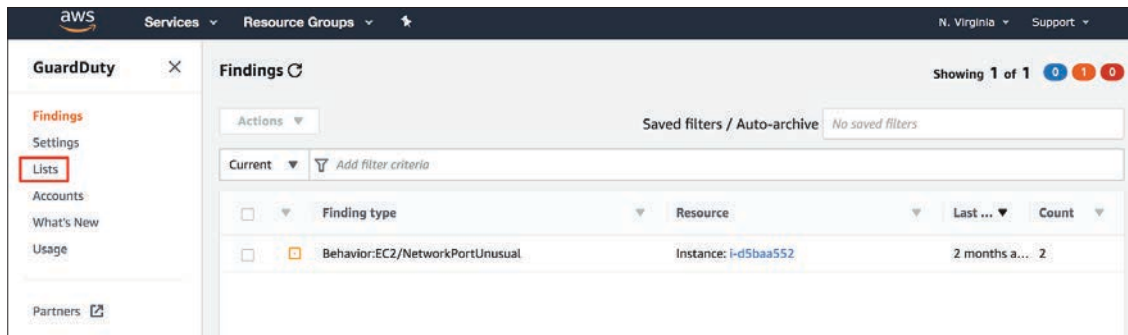 aws Services Resource Groups N. Virginia Support
GuardDuty
Findings
Settings
Lists
Accounts
What's New
Usage
Partners
Findings
Showing 1 of 1 0 1 0
Actions
Saved filters / Auto-archive No saved filters
Current Add filter criteria
Finding type Resource Last ... Count
Behavior:EC2/NetworkPortUnusual Instance: i-d5baa552 2 months a... 2